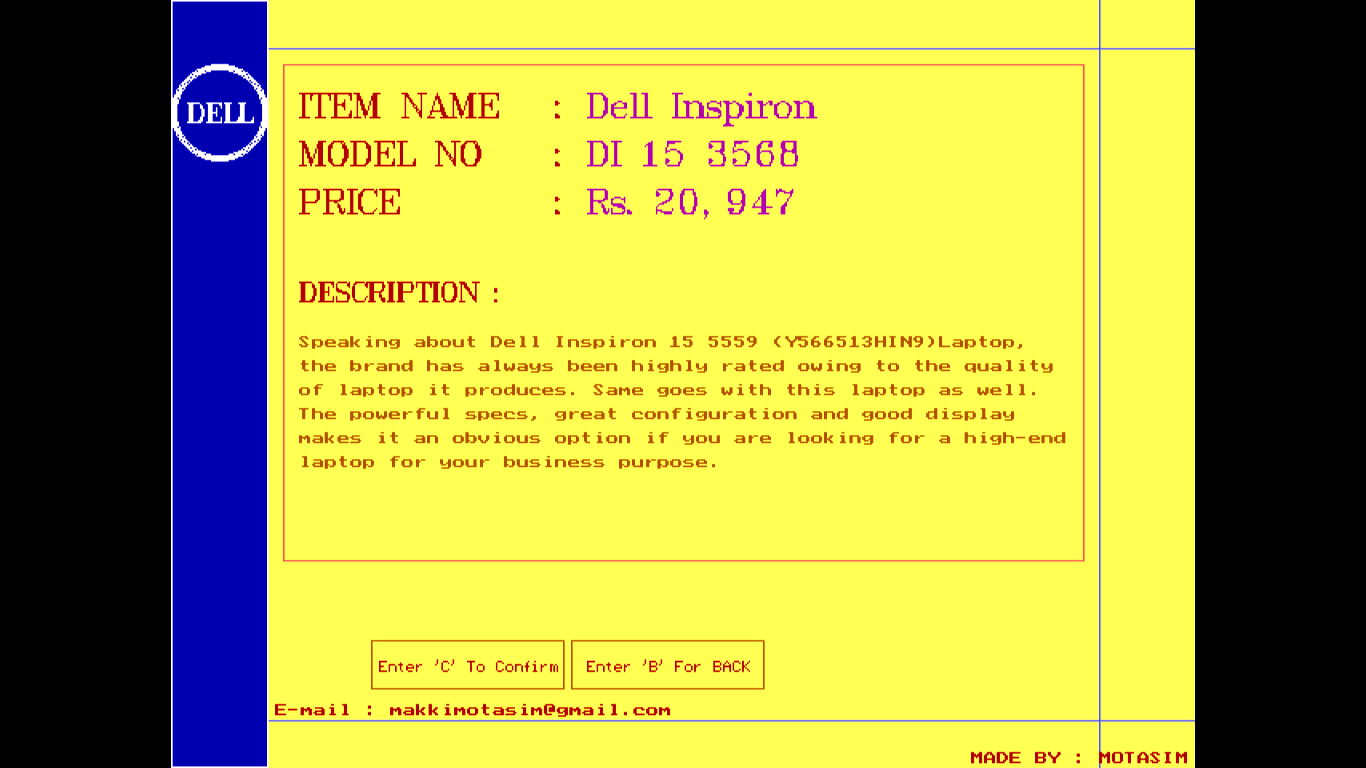 DELL
ITEM NAME : Dell Inspiron
MODEL NO : DI 15 3568
PRICE : Rs. 20,947
DESCRIPTION :
Speaking about Dell Inspiron 15 5559 (Y566513HIN9)Laptop,
the brand has always been highly rated owing to the quality
of laptop it produces. Same goes with this laptop as well.
The powerful specs, great configuration and good display
makes it an obvious option if you are looking for a high-end
laptop for your business purpose.
Enter 'C' To Confirm Enter 'B' For BACK
E-mail : makkimotasim@gmail.com
MADE BY : MOTASIM